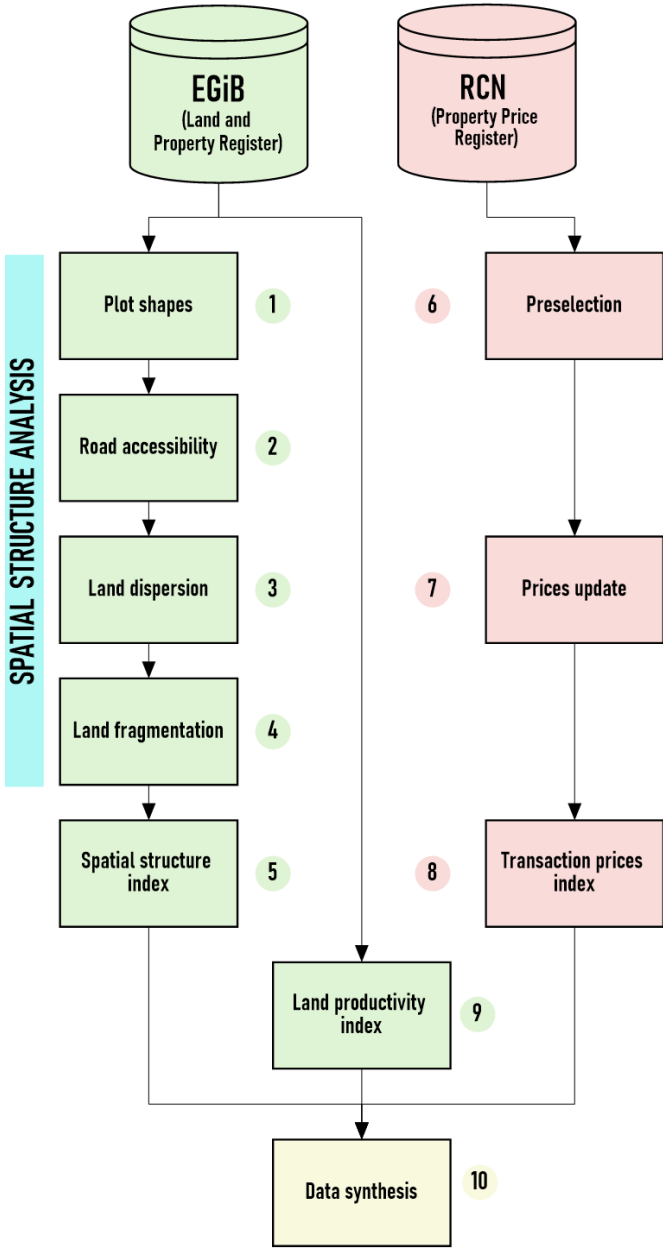 EGiB
(Land and
Property Register)
RCN
(Property Price
Register)
SPATIAL STRUCTURE ANALYSIS
Plot shapes
1
6
Preselection
Road accessibility
2
Land dispersion
3
7
Prices update
Land fragmentation
4
Spatial structure
index
5
8
Transaction prices
index
Land productivity
index
9
Data synthesis
10